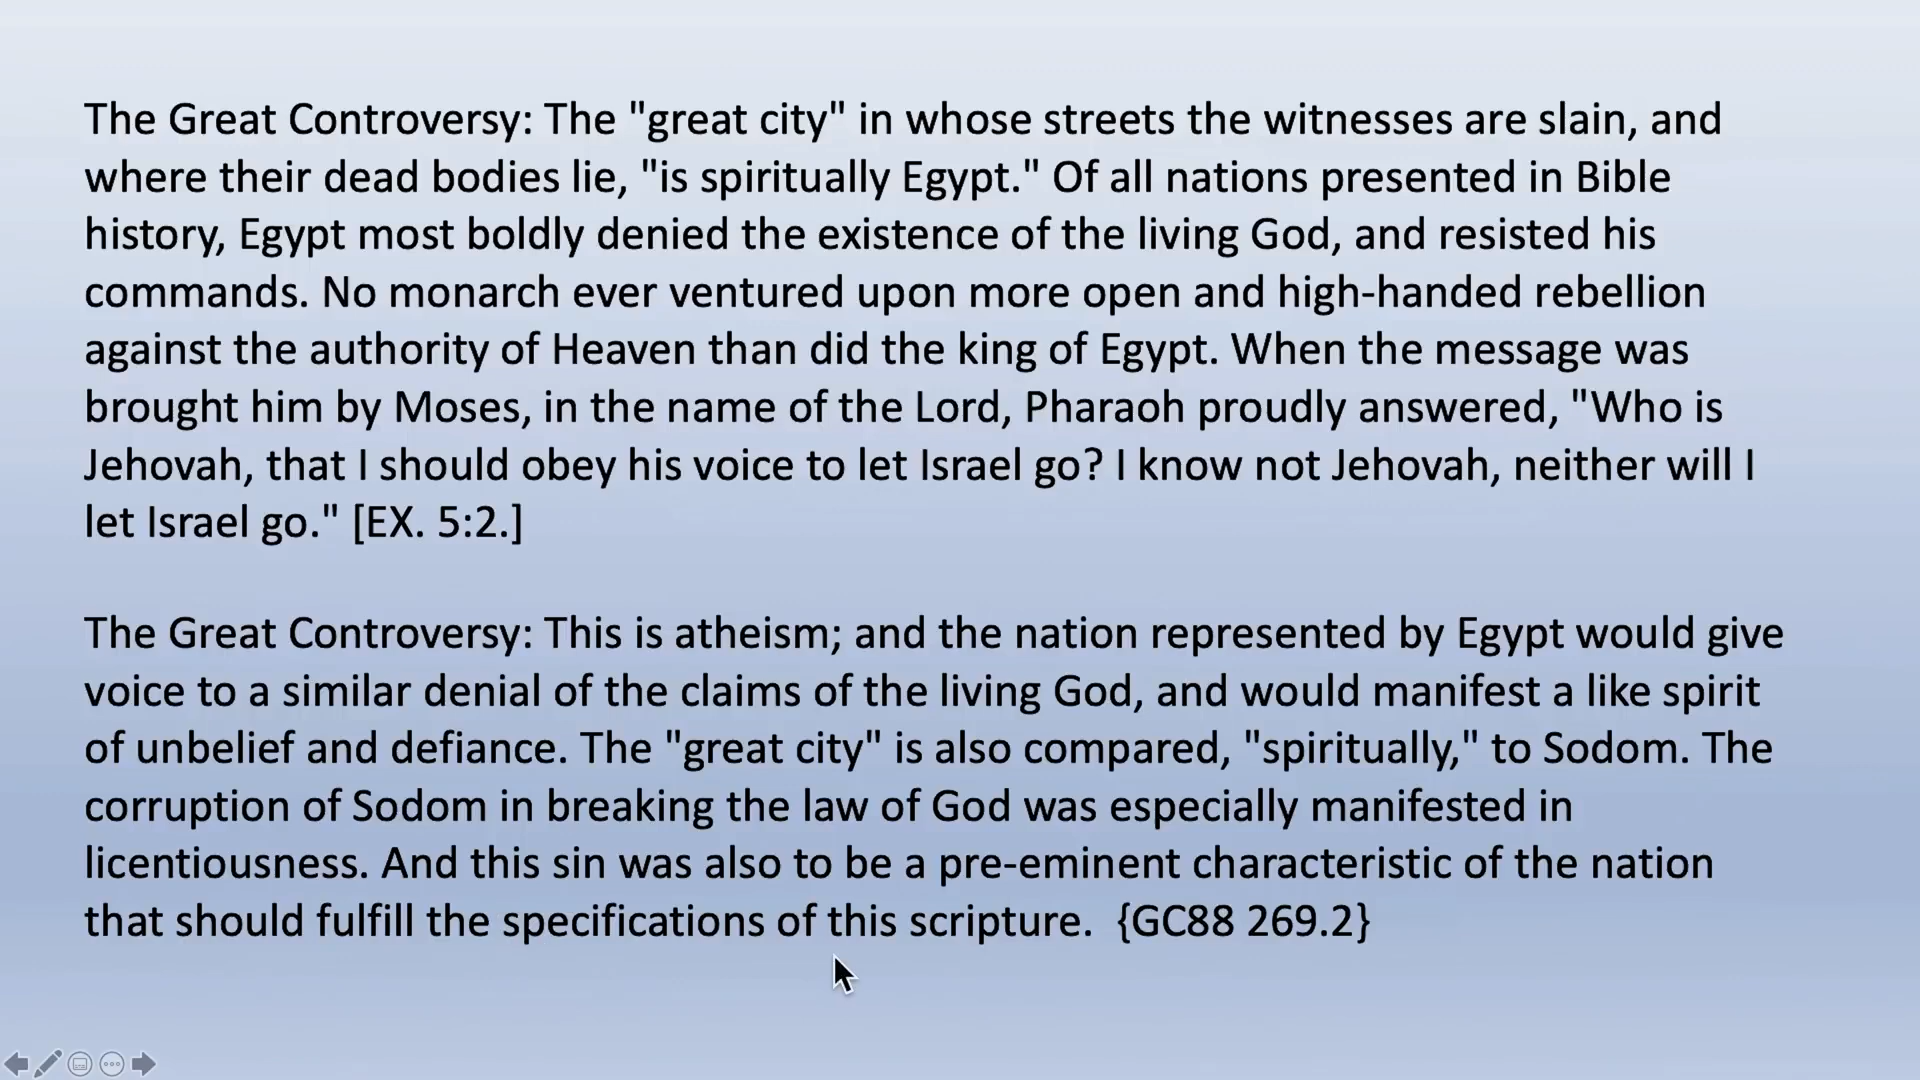 The Great Controversy: The "great city" in whose streets the witnesses are slain, and
where their dead bodies lie, "is spiritually Egypt." Of all nations presented in Bible
history, Egypt most boldly denied the existence of the living God, and resisted his
commands. No monarch ever ventured upon more open and high-handed rebellion
against the authority of Heaven than did the king of Egypt. When the message was
brought him by Moses, in the name of the Lord, Pharaoh proudly answered, "Who is
Jehovah, that I should obey his voice to let Israel go? I know not Jehovah, neither will I
let Israel go." [EX. 5:2.]
The Great Controversy: This is atheism; and the nation represented by Egypt would give
voice to a similar denial of the claims of the living God, and would manifest a like spirit
of unbelief and defiance. The "great city" is also compared, "spiritually," to Sodom. The
corruption of Sodom in breaking the law of God was especially manifested in
licentiousness. And this sin was also to be a pre-eminent characteristic of the nation
that should fulfill the specifications of this scripture.  {GC88 269.2}